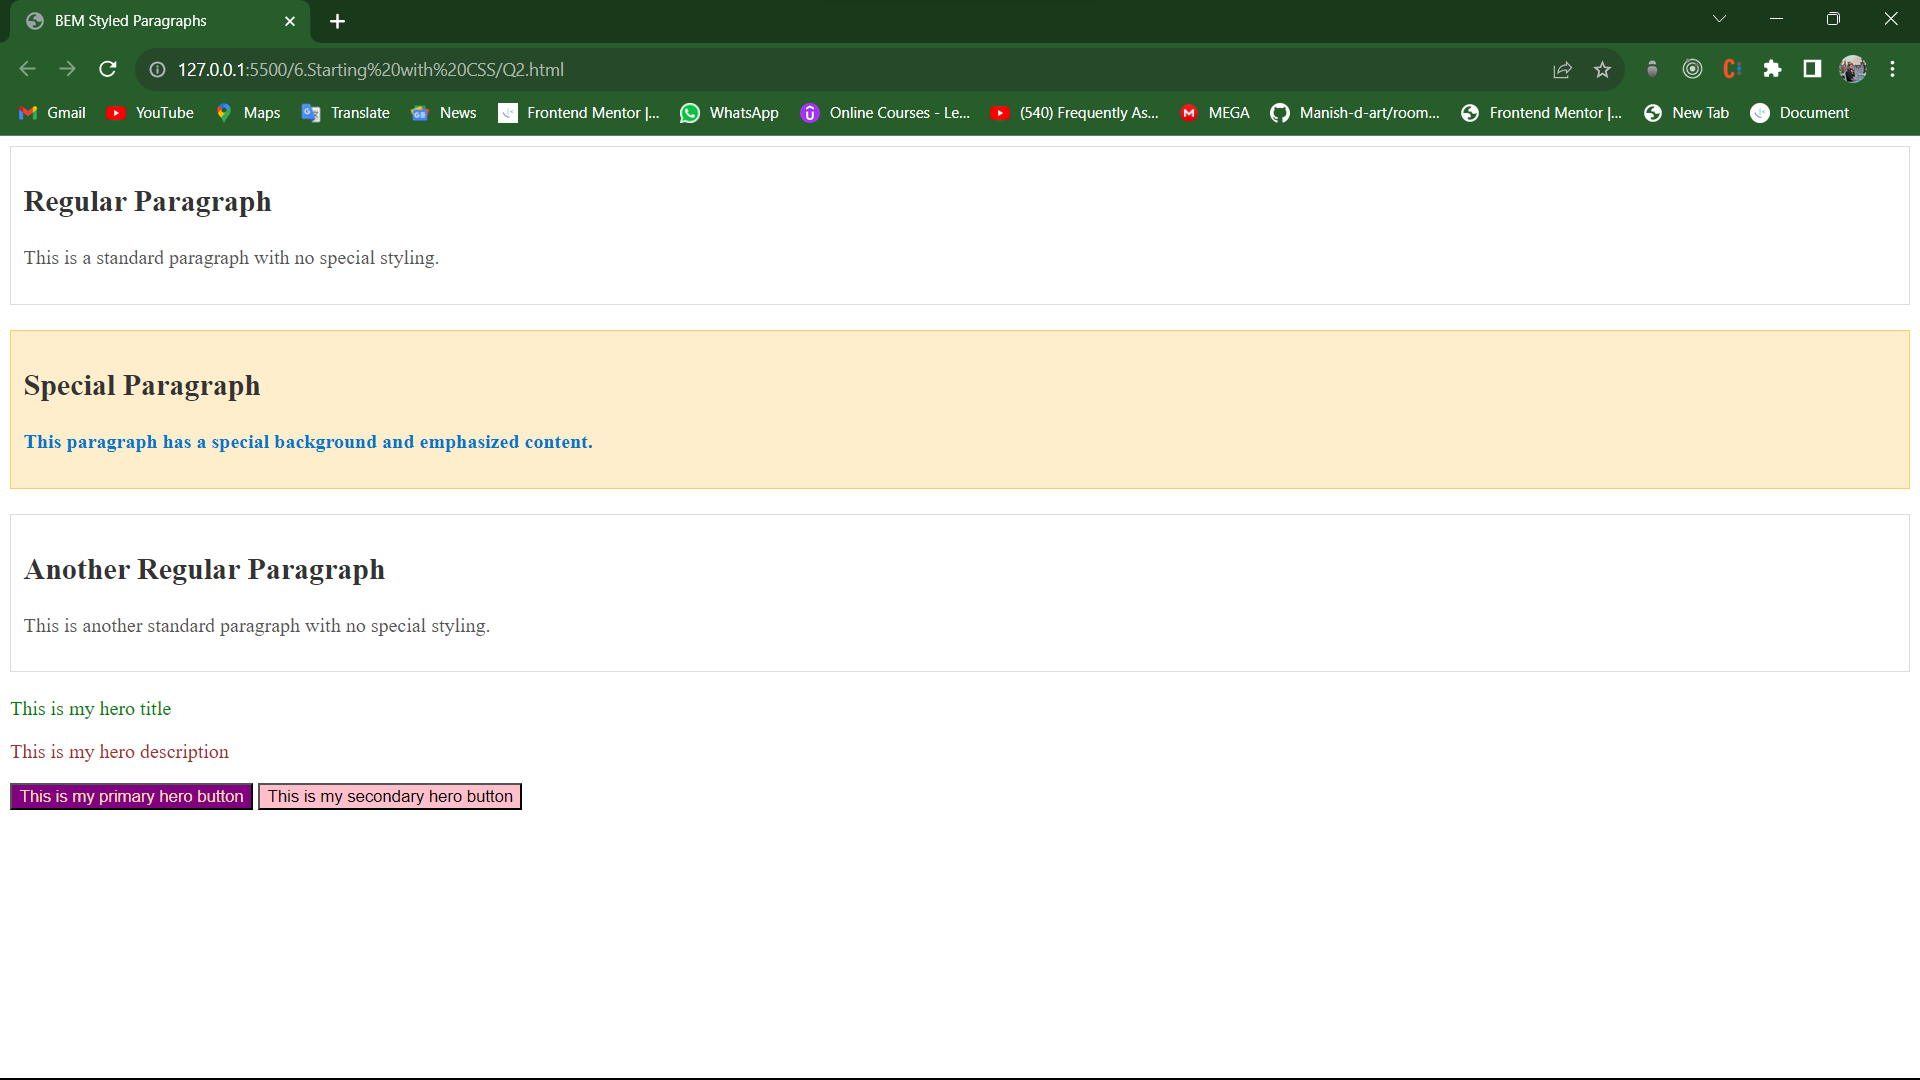 BEM Styled Paragraphs
127.0.0.1:5500/6.Starting%20with%20CSS/Q2.html
Gmail YouTube Maps Translate News Frontend Mentor |... WhatsApp Online Courses - Le... (540) Frequently As... MEGA Manish-d-art/room... Frontend Mentor |... New Tab Document
Regular Paragraph
This is a standard paragraph with no special styling.
Special Paragraph
This paragraph has a special background and emphasized content.
Another Regular Paragraph
This is another standard paragraph with no special styling.
This is my hero title
This is my hero description
This is my primary hero button This is my secondary hero button